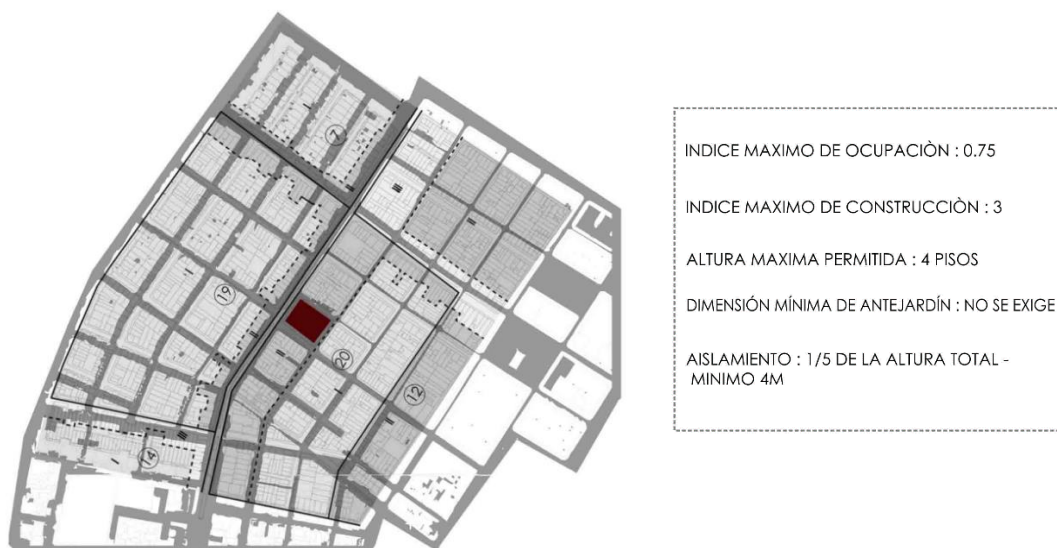 7
19
20
12
14
INDICE MAXIMO DE OCUPACIÒN : 0.75
INDICE MAXIMO DE CONSTRUCCIÒN : 3
ALTURA MAXIMA PERMITIDA : 4 PISOS
DIMENSIÓN MÍNIMA DE ANTEJARDÍN : NO SE EXIGE
AISLAMIENTO : 1/5 DE LA ALTURA TOTAL -
MINIMO 4M